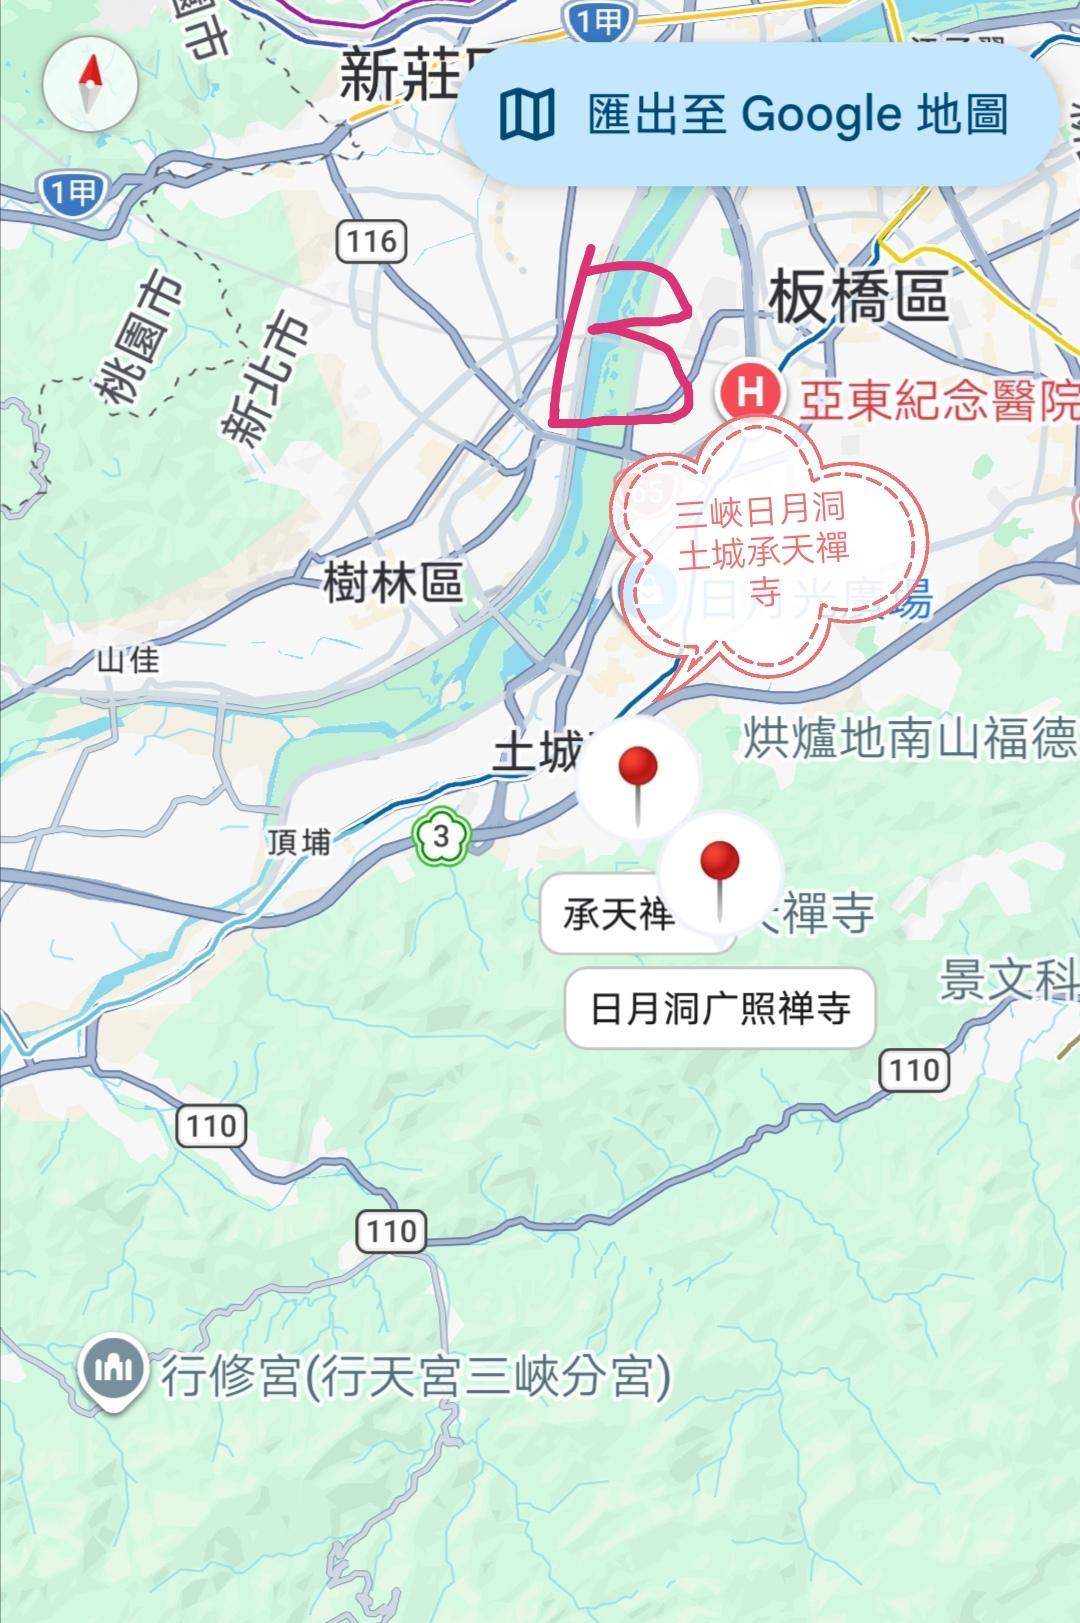 1甲
新莊區
匯出至 Google 地圖
1甲
116
桃園市
新北市
B
板橋區
H
亞東紀念醫院
65
三峽日月洞
土城承天禪
寺
日月光廣場
樹林區
山佳
土城
烘爐地南山福德
3
頂埔
承天禅
天禪寺
日月洞广照禅寺
景文科
110
110
110
行修宮(行天宮三峽分宮)